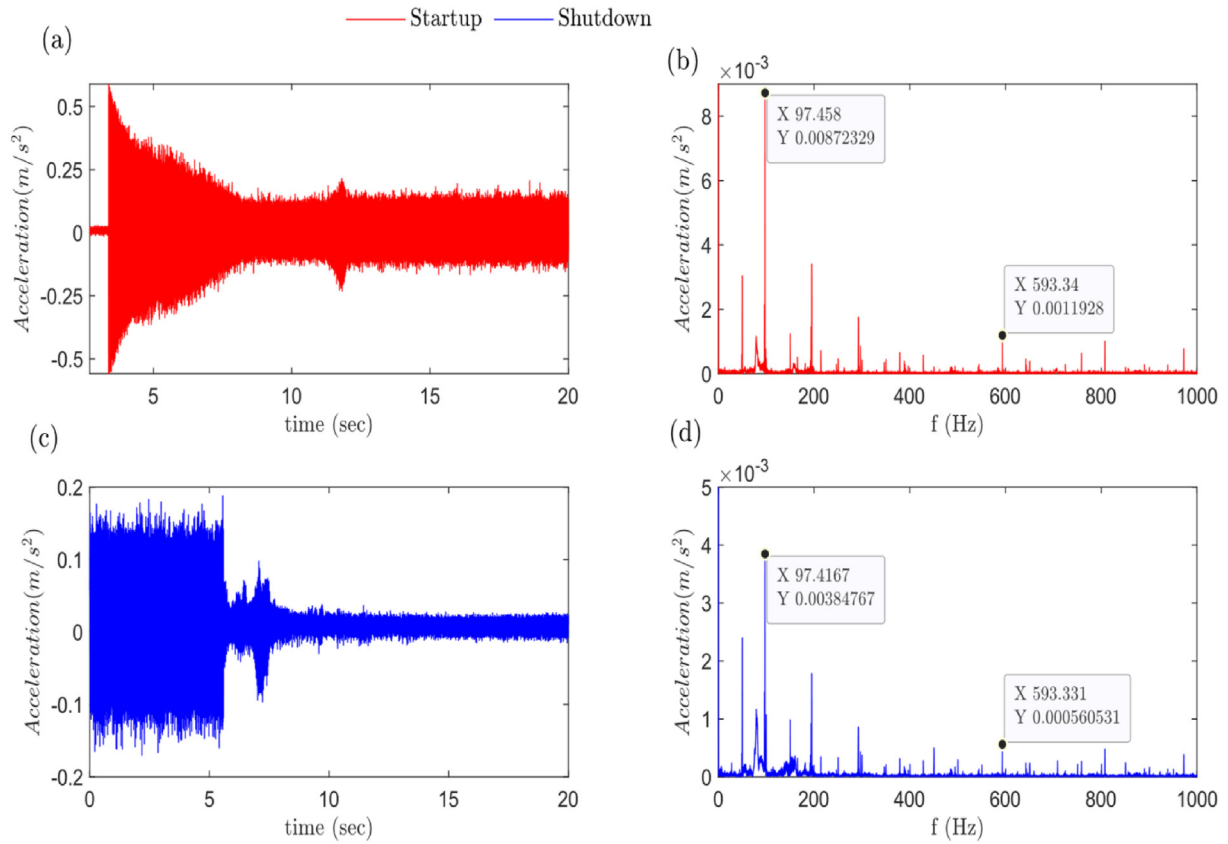 Startup Shutdown
(a)
Acceleration(m/s²)
0.5
0.25
0
-0.25
-0.5
5 10 15 20
time (sec)
(b)
×10⁻³
Acceleration(m/s²)
8
6
4
2
0
X 97.458
Y 0.00872329
X 593.34
Y 0.0011928
0 200 400 600 800 1000
f (Hz)
(c)
Acceleration(m/s²)
0.2
0.1
0
-0.1
-0.2
0 5 10 15 20
time (sec)
(d)
×10⁻³
Acceleration(m/s²)
5
4
3
2
1
0
X 97.4167
Y 0.00384767
X 593.331
Y 0.000560531
0 200 400 600 800 1000
f (Hz)